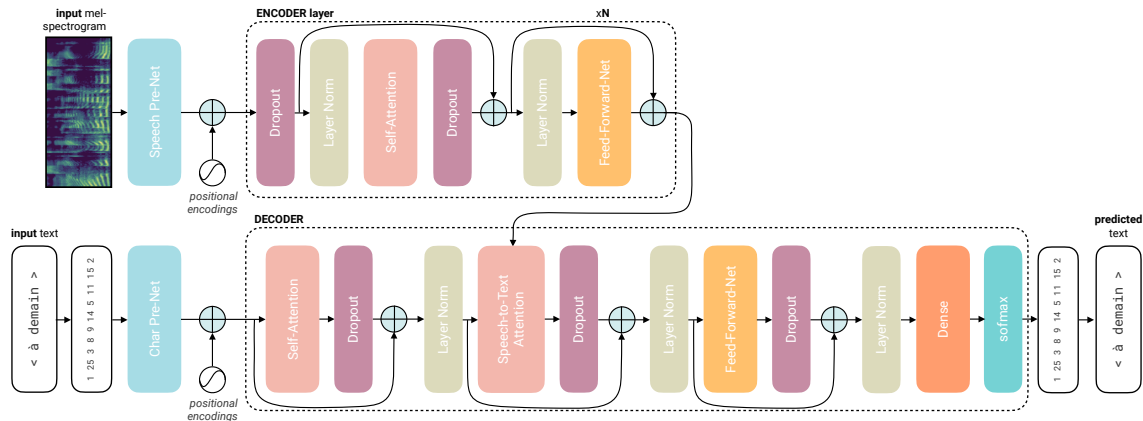 input mel-
spectrogram
Speech Pre-Net
positional
encodings
ENCODER layer
xN
Dropout
Layer Norm
Self-Attention
Dropout
Layer Norm
Feed-Forward-Net
input text
< à demain >
1 25 3 8 9 14 5 11 15 2
Char Pre-Net
positional
encodings
DECODER
Self-Attention
Dropout
Layer Norm
Speech-to-Text
Attention
Dropout
Layer Norm
Feed-Forward-Net
Dropout
Layer Norm
Dense
sofmax
1 25 3 8 9 14 5 11 15 2
predicted
text
< à demain >